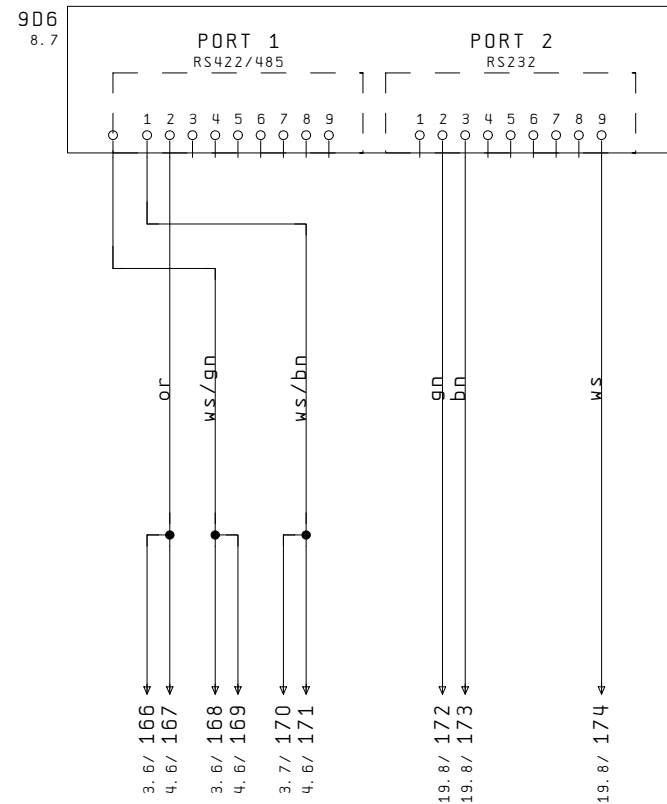 9D6
8.7
PORT 1
RS422/485
PORT 2
RS232
1 2 3 4 5 6 7 8 9
1 2 3 4 5 6 7 8 9
or
ws/gn
ws/bn
gn
bn
ws
3.6/ 166
4.6/ 167
3.6/ 168
4.6/ 169
3.7/ 170
4.6/ 171
19.8/ 172
19.8/ 173
19.8/ 174